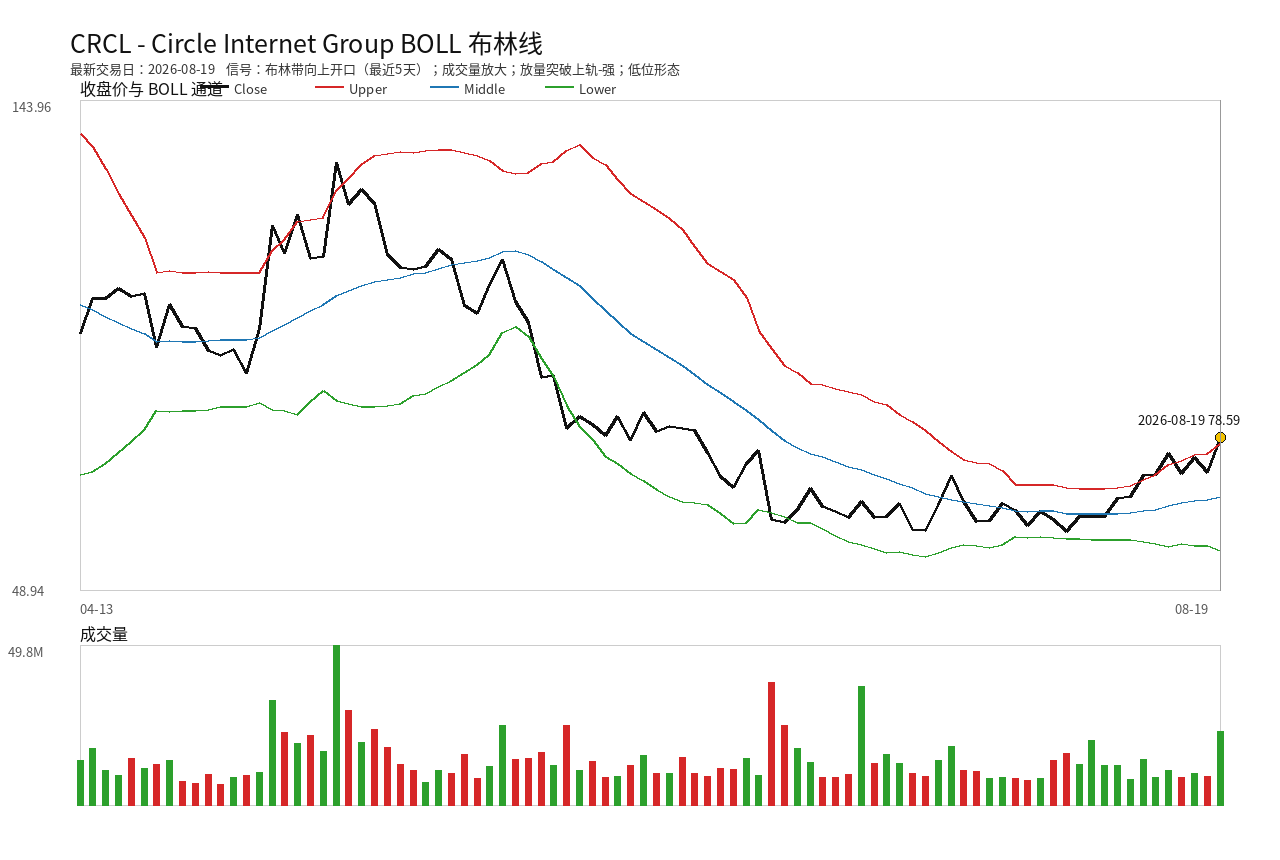 CRCL - Circle Internet Group BOLL 布林线
最新交易日：2026-08-19 信号：布林带向上开口（最近5天）；成交量放大；放量突破上轨-强；低位形态
收盘价与 BOLL 通道 Close Upper Middle Lower
143.96
2026-08-19 78.59
48.94
04-13 08-19
成交量
49.8M